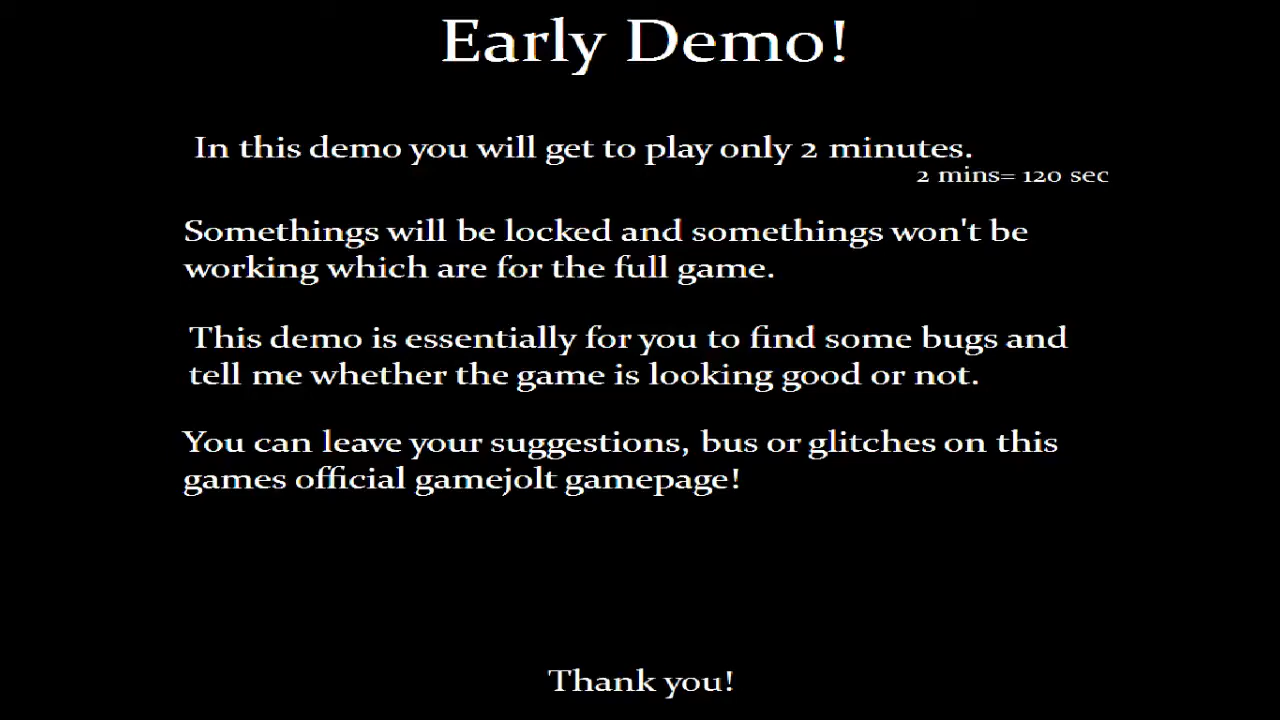 Early Demo!
In this demo you will get to play only 2 minutes.
2 mins= 120 sec
Somethings will be locked and somethings won't be
working which are for the full game.
This demo is essentially for you to find some bugs and
tell me whether the game is looking good or not.
You can leave your suggestions, bus or glitches on this
games official gamejolt gamepage!
Thank you!